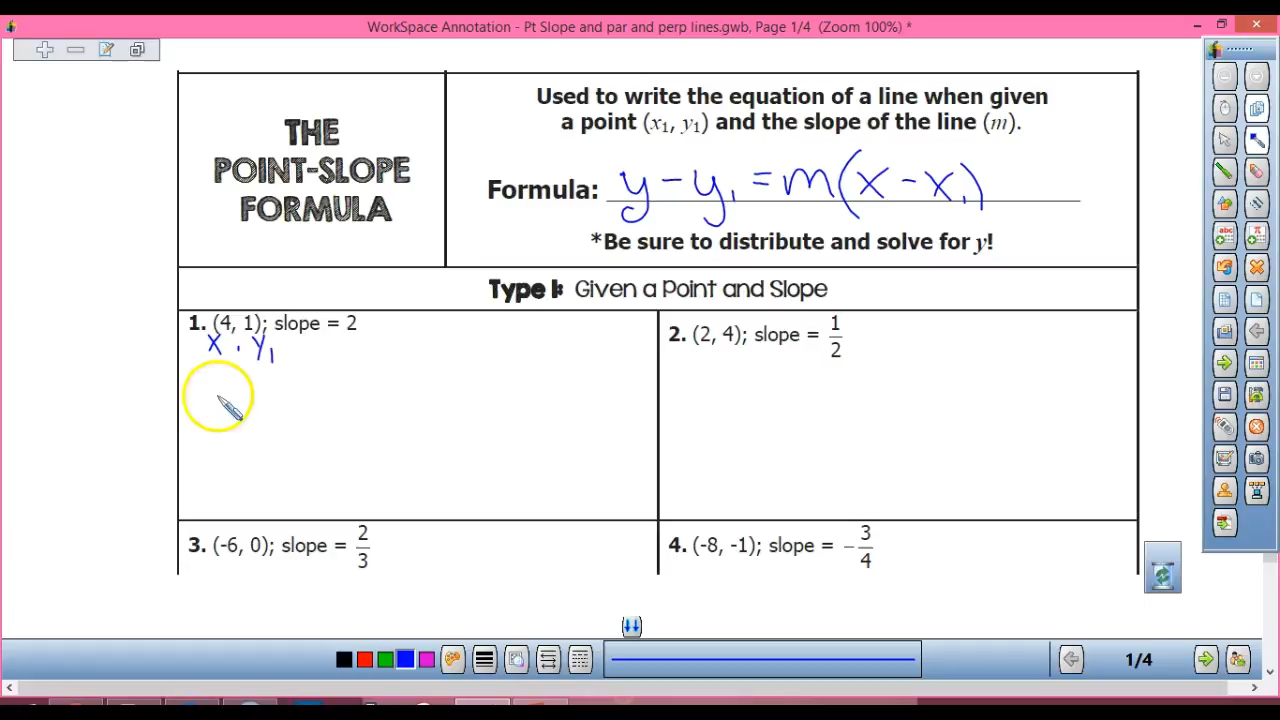 WorkSpace Annotation - Pt Slope and par and perp lines.gwb, Page 1/4 (Zoom 100%) *
THE
POINT-SLOPE
FORMULA
Used to write the equation of a line when given
a point (x₁, y₁) and the slope of the line (m).
Formula: y - y₁ = m(x - x₁)
*Be sure to distribute and solve for y!
Type I: Given a Point and Slope
1. (4, 1); slope = 2
x . y₁
2. (2, 4); slope = 1/2
3. (-6, 0); slope = 2/3
4. (-8, -1); slope = -3/4
abc
π
1/4